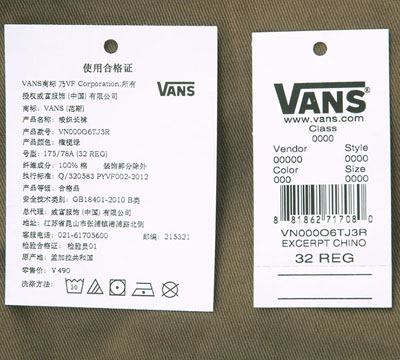 使用合格证
VANS商标 乃VF Corporation.所有
授权威富服饰 (中国) 有限公司
VANS
商标: VANS (范斯)
产品名称: 梭织长裤
产品款号: VN000O6TJ3R
产品颜色: 橄榄绿
号型: 175/78A (32 REG)
纤维成分: 100% 棉 装饰部分除外
执行标准: Q/320583 PYVF002-2012
产品等级: 合格品
安全技术类别: GB18401-2010 B类
总代理: 威富服饰 (中国) 有限公司
地址: 江苏省昆山市张浦镇港浦路北侧
客服电话: 021-61705600 邮编: 215321
检验合格证: 检验员01
原产地: 孟加拉共和国
零售价: ¥490
洗涤方法:
30
VANS®
www.vans.com
Class
0000
Vendor Style
00000 0000
Color Size
000 0000
8 81862 71708 0
VN000O6TJ3R
EXCERPT CHINO
32 REG